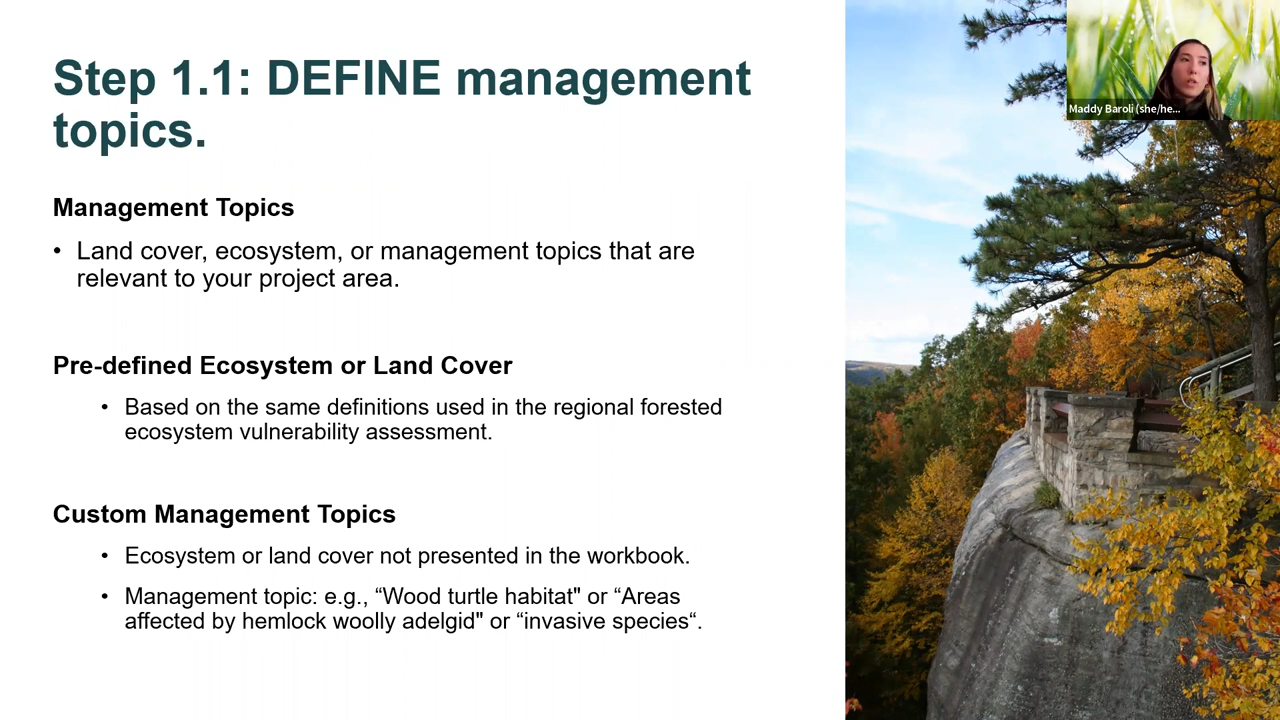 Step 1.1: DEFINE management
topics.
Maddy Baroli (she/he...
Management Topics
• Land cover, ecosystem, or management topics that are
relevant to your project area.
Pre-defined Ecosystem or Land Cover
• Based on the same definitions used in the regional forested
ecosystem vulnerability assessment.
Custom Management Topics
• Ecosystem or land cover not presented in the workbook.
• Management topic: e.g., “Wood turtle habitat" or “Areas
affected by hemlock woolly adelgid" or “invasive species“.